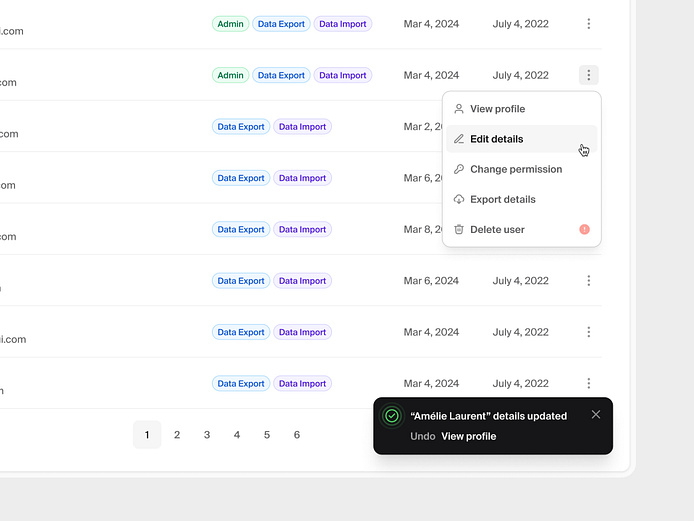 i.com Admin Data Export Data Import Mar 4, 2024 July 4, 2022
com Admin Data Export Data Import Mar 4, 2024 July 4, 2022
View profile
com Data Export Data Import Mar 2, 20
Edit details
Change permission
om Data Export Data Import Mar 6, 2
Export details
com Data Export Data Import Mar 8, 2
Delete user
Data Export Data Import Mar 6, 2024 July 4, 2022
i.com Data Export Data Import Mar 4, 2024 July 4, 2022
Data Export Data Import Mar 4, 2024 July 4, 2022
“Amélie Laurent” details updated
Undo View profile
1 2 3 4 5 6